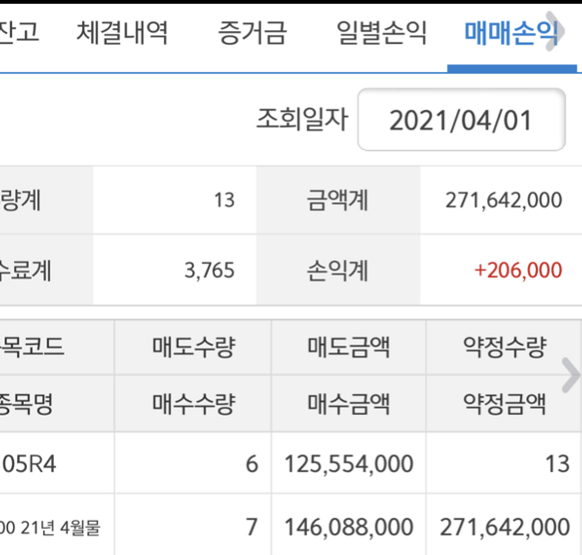 잔고 체결내역 증거금 일별손익 매매손익
조회일자 2021/04/01
량계 13 금액계 271,642,000
수료계 3,765 손익계 +206,000
목코드 매도수량 매도금액 약정수량
종목명 매수수량 매수금액 약정금액
05R4 6 125,554,000 13
00 21년 4월물 7 146,088,000 271,642,000